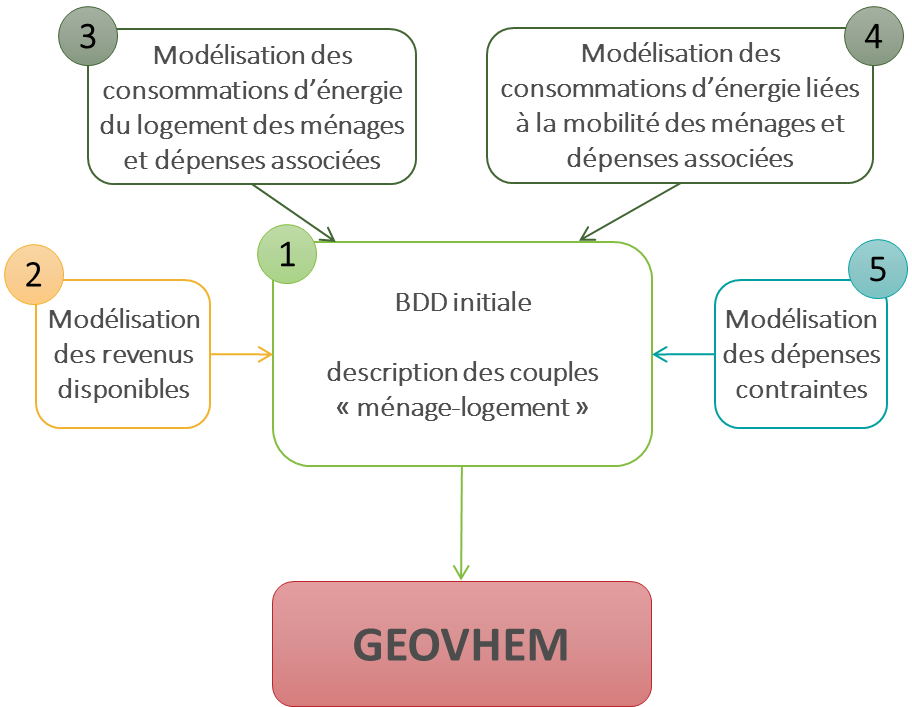 3
Modélisation des
consommations d’énergie
du logement des ménages
et dépenses associées
4
Modélisation des
consommations d’énergie liées
à la mobilité des ménages et
dépenses associées
2
Modélisation
des revenus
disponibles
1
BDD initiale
description des couples
« ménage-logement »
5
Modélisation
des dépenses
contraintes
GEOVHEM